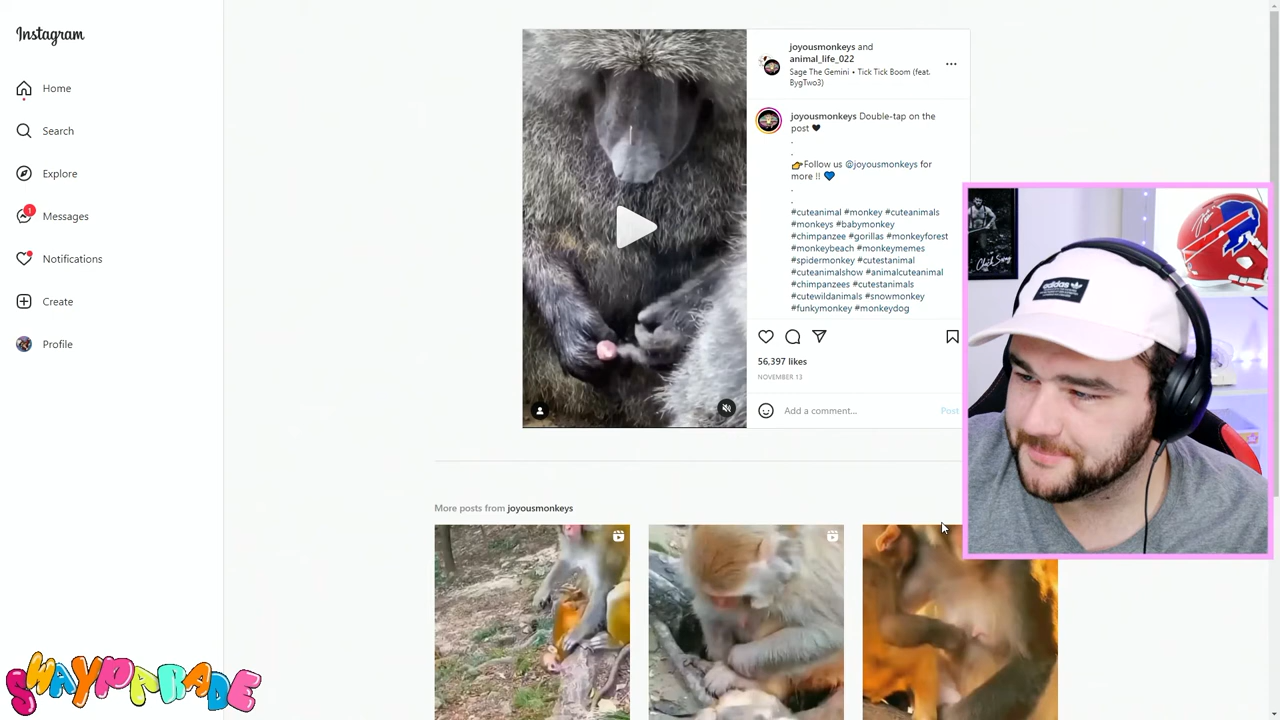 Instagram
Home
Search
Explore
1
Messages
Notifications
Create
Profile
joyousmonkeys and
animal_life_022
Sage The Gemini • Tick Tick Boom (feat.
BygTwo3)
joyousmonkeys Double-tap on the
post 🖤
.
.
👉Follow us @joyousmonkeys for
more !! 💙
.
.
#cuteanimal #monkey #cuteanimals
#monkeys #babymonkey
#chimpanzee #gorillas #monkeyforest
#monkeybeach #monkeymemes
#spidermonkey #cutestanimal
#cuteanimalshow #animalcuteanimal
#chimpanzees #cutestanimals
#cutewildanimals #snowmonkey
#funkymonkey #monkeydog
56,397 likes
NOVEMBER 13
Add a comment...
Post
More posts from joyousmonkeys
adidas
SWAYPARADE